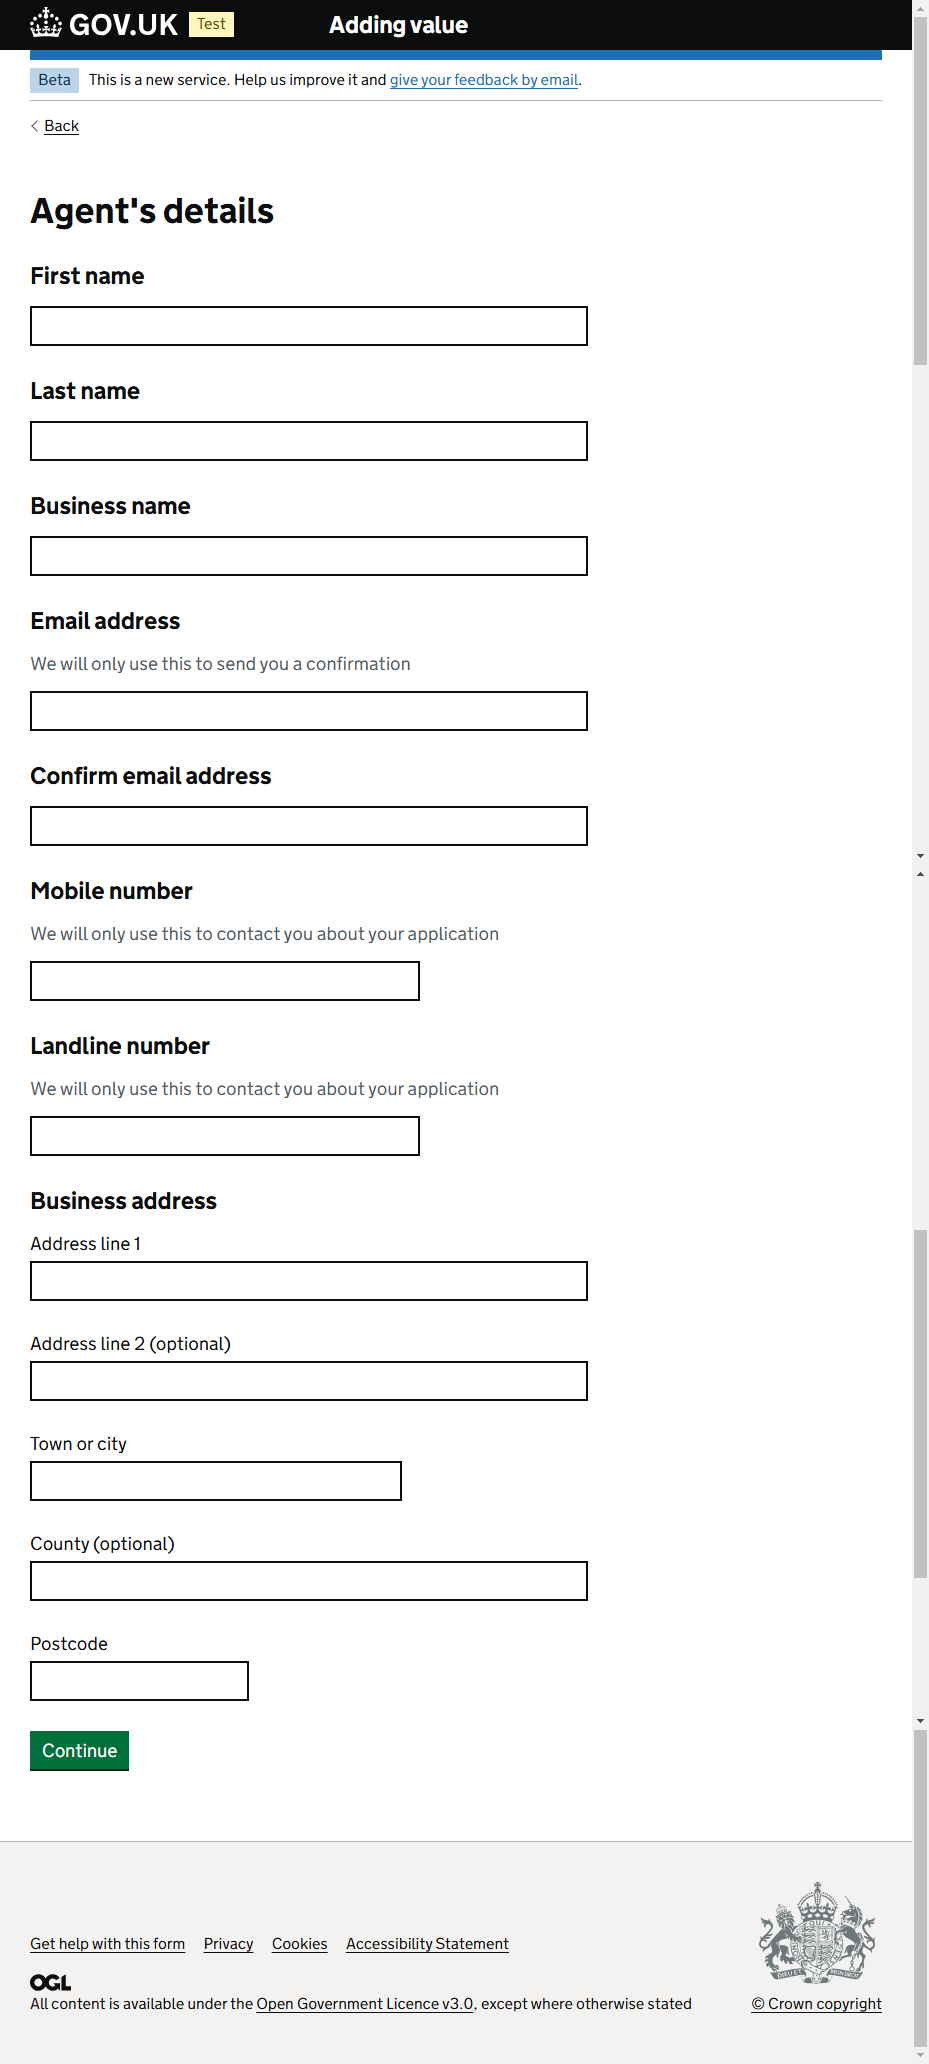 GOV.UK Test Adding value
Beta This is a new service. Help us improve it and give your feedback by email.
Back
Agent's details
First name
Last name
Business name
Email address
We will only use this to send you a confirmation
Confirm email address
Mobile number
We will only use this to contact you about your application
Landline number
We will only use this to contact you about your application
Business address
Address line 1
Address line 2 (optional)
Town or city
County (optional)
Postcode
Continue
Get help with this form Privacy Cookies Accessibility Statement
OGL
All content is available under the Open Government Licence v3.0, except where otherwise stated
© Crown copyright